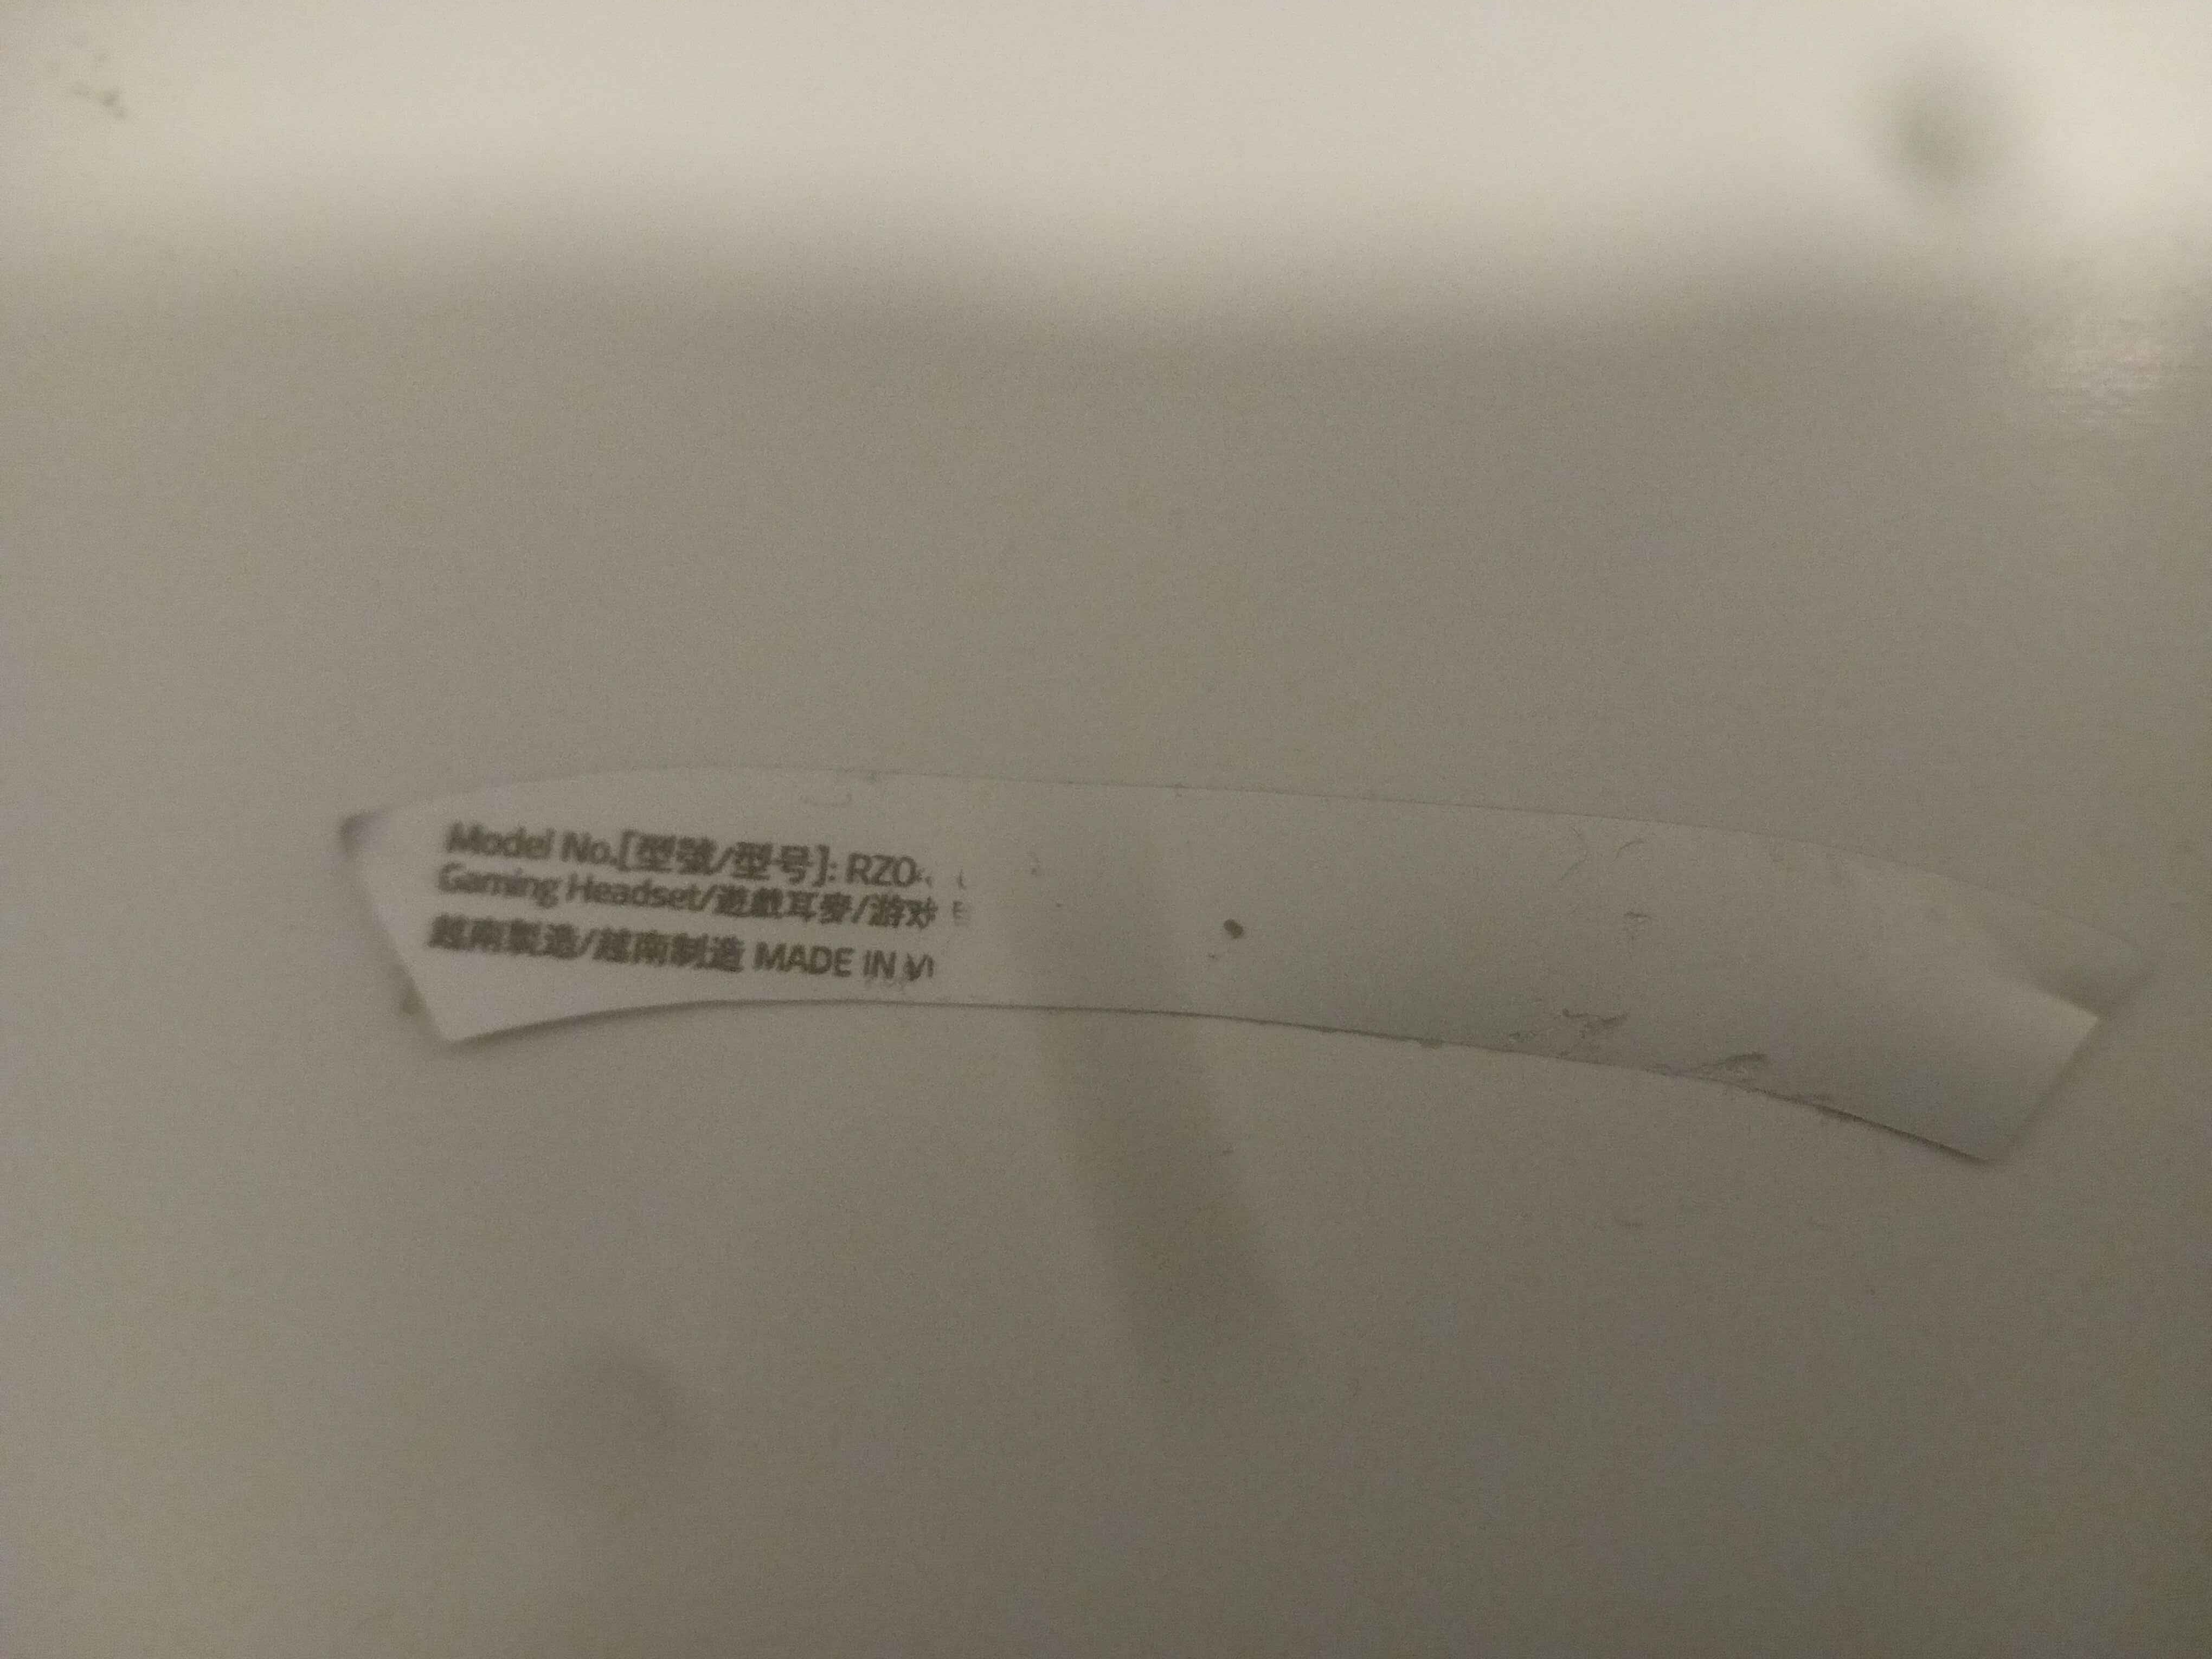 Model No.[型號/型号]: RZ0
Gaming Headset/遊戲耳麥/游戏
越南製造/越南制造 MADE IN VI